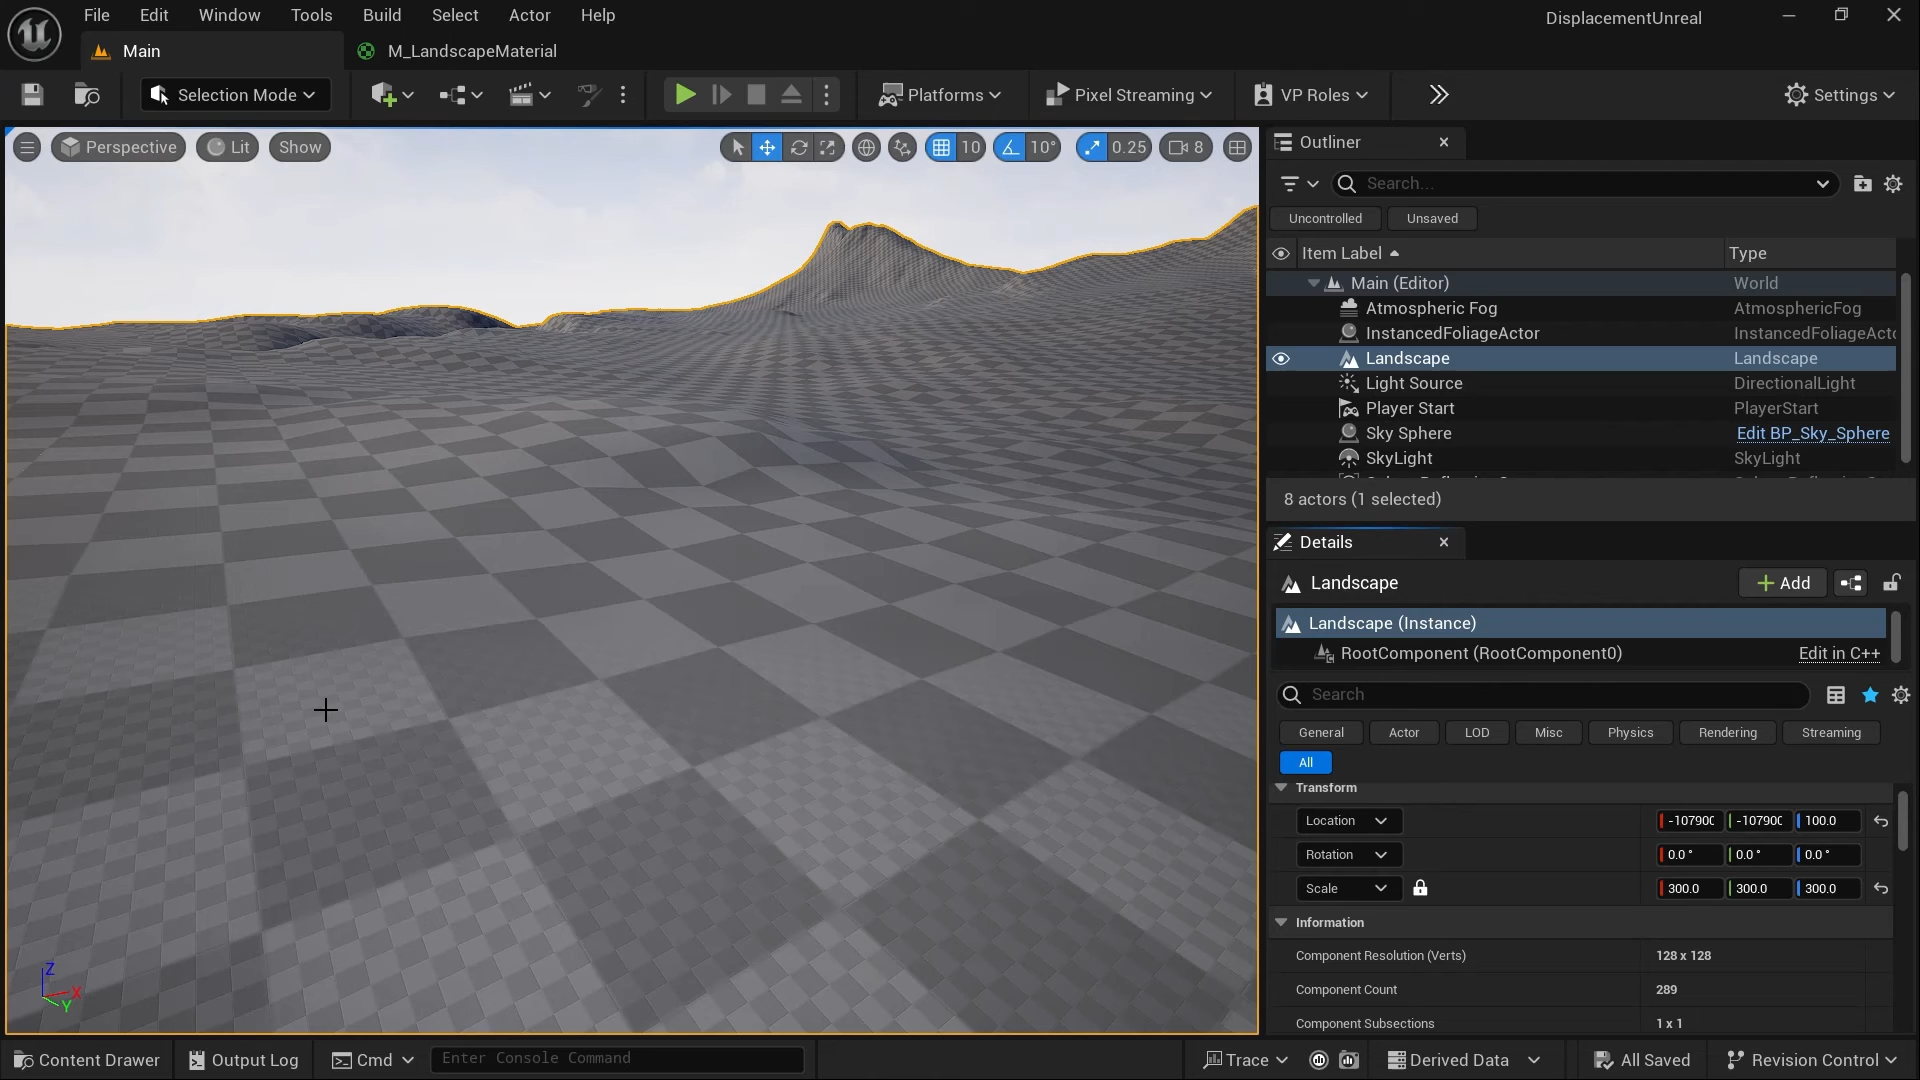 File Edit Window Tools Build Select Actor Help
DisplacementUnreal
Main
M_LandscapeMaterial
Selection Mode
Platforms
Pixel Streaming
VP Roles
Settings
Perspective Lit Show
10 10° 0.25 8
Outliner
Search...
Uncontrolled Unsaved
Item Label Type
Main (Editor) World
Atmospheric Fog AtmosphericFog
InstancedFoliageActor InstancedFoliageActo
Landscape Landscape
Light Source DirectionalLight
Player Start PlayerStart
Sky Sphere Edit BP_Sky_Sphere
SkyLight SkyLight
8 actors (1 selected)
Details
Landscape
Add
Landscape (Instance)
RootComponent (RootComponent0) Edit in C++
Search
General Actor LOD Misc Physics Rendering Streaming
All
Transform
Location -107900 -107900 100.0
Rotation 0.0 ° 0.0 ° 0.0 °
Scale 300.0 300.0 300.0
Information
Component Resolution (Verts) 128 x 128
Component Count 289
Component Subsections 1 x 1
Z
X
Y
Content Drawer Output Log Cmd Enter Console Command Trace Derived Data All Saved Revision Control